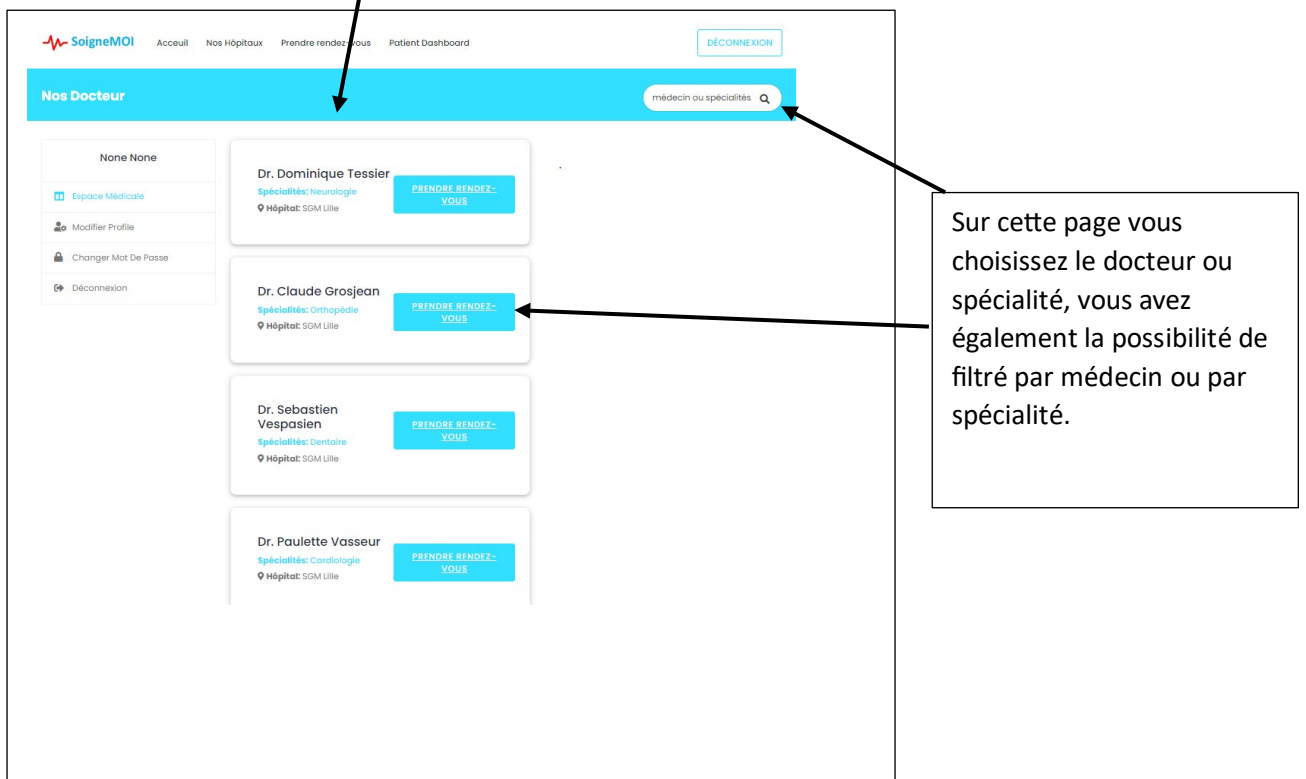 SoigneMOI Acceuil Nos Hôpitaux Prendre rendez-vous Patient Dashboard DÉCONNEXION
Nos Docteur médecin ou spécialités
None None
Espace Médicale
Modifier Profile
Changer Mot De Passe
Déconnexion
Dr. Dominique Tessier
Spécialités: Neurologie
Hôpital: SGM Lille
PRENDRE RENDEZ-
VOUS
Dr. Claude Grosjean
Spécialités: Orthopédie
Hôpital: SGM Lille
PRENDRE RENDEZ-
VOUS
Dr. Sebastien
Vespasien
Spécialités: Dentaire
Hôpital: SGM Lille
PRENDRE RENDEZ-
VOUS
Dr. Paulette Vasseur
Spécialités: Cardiologie
Hôpital: SGM Lille
PRENDRE RENDEZ-
VOUS
Sur cette page vous
choisissez le docteur ou
spécialité, vous avez
également la possibilité de
filtré par médecin ou par
spécialité.